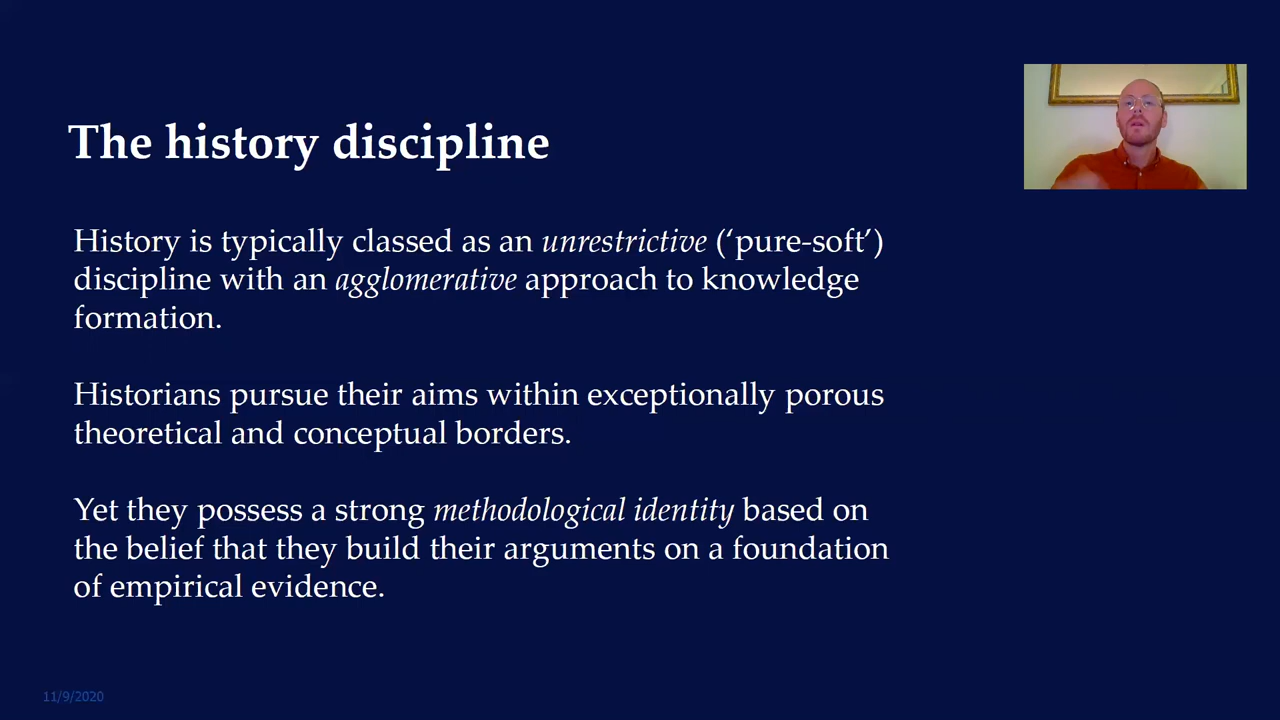 The history discipline
History is typically classed as an unrestrictive (‘pure-soft’)
discipline with an agglomerative approach to knowledge
formation.
Historians pursue their aims within exceptionally porous
theoretical and conceptual borders.
Yet they possess a strong methodological identity based on
the belief that they build their arguments on a foundation
of empirical evidence.
11/9/2020